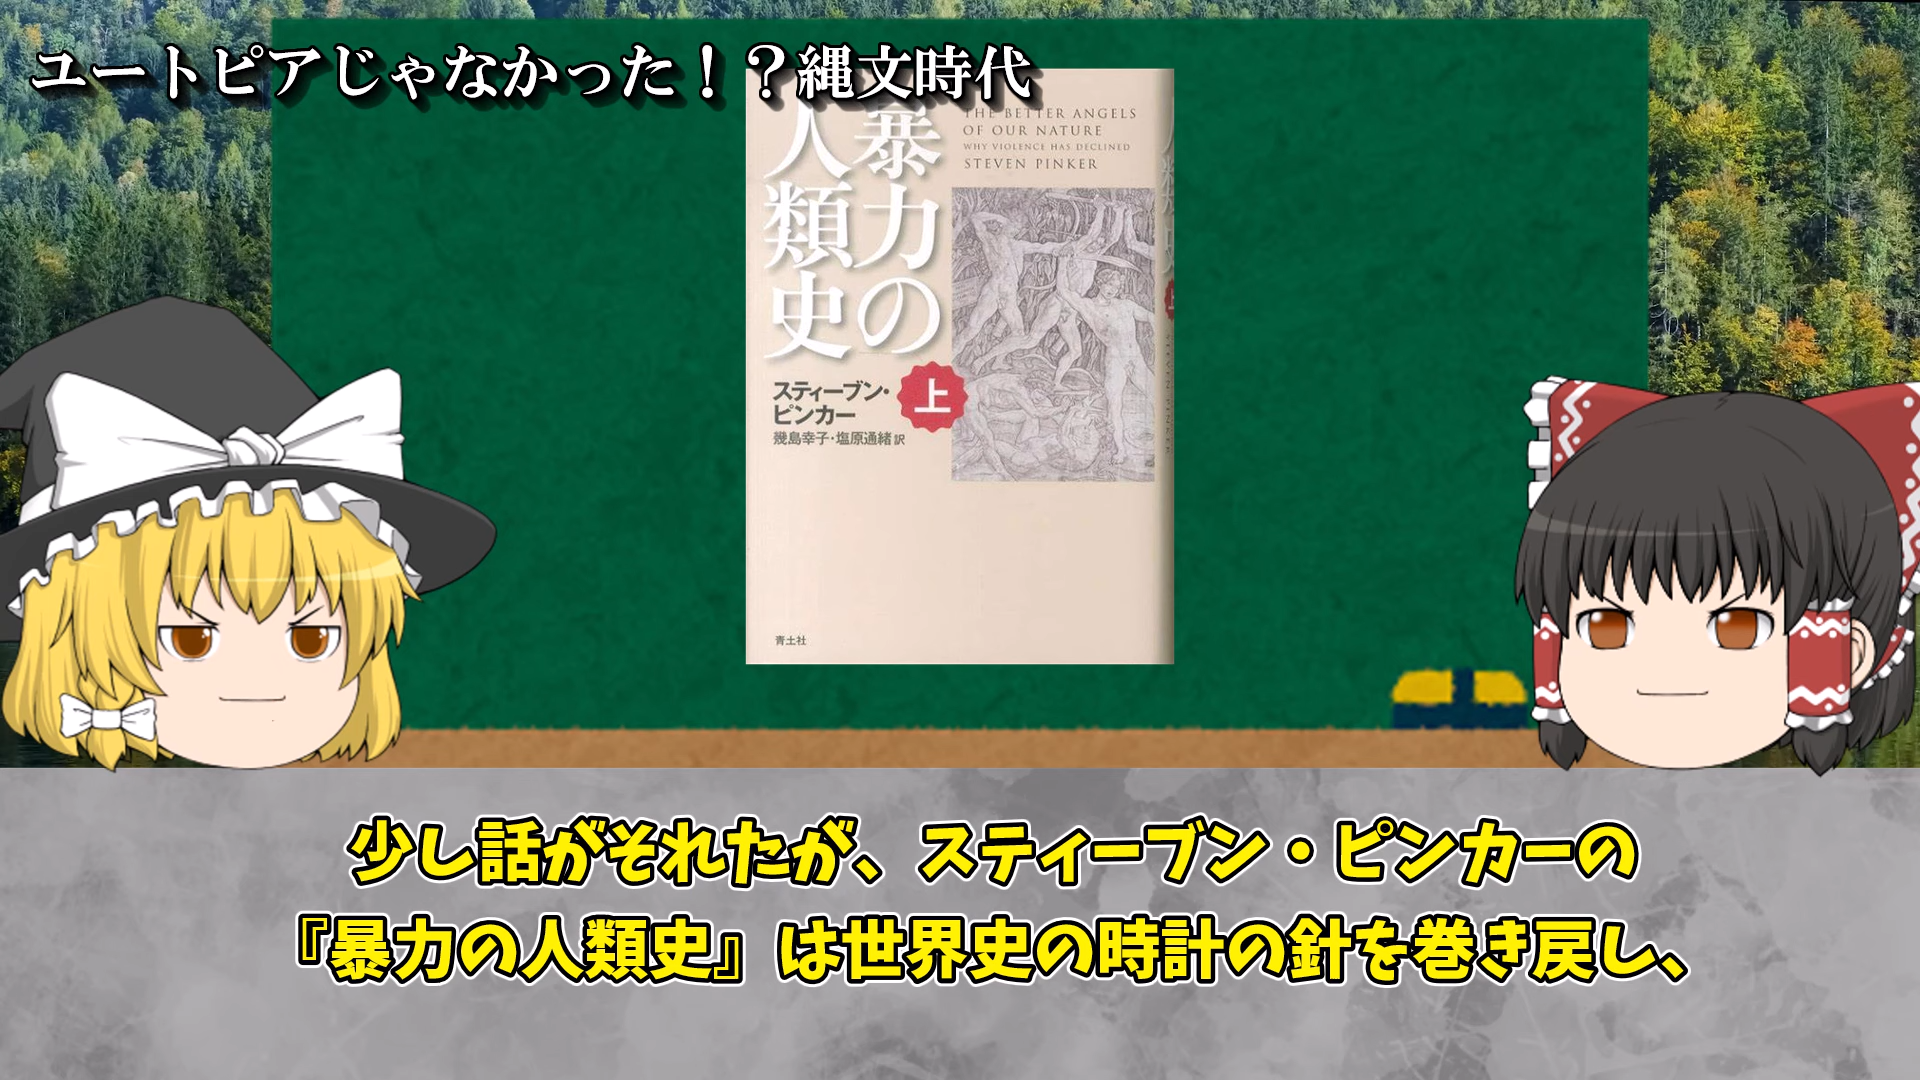 ユートピアじゃなかった！？縄文時代
暴力の
人類史
THE BETTER ANGELS
OF OUR NATURE
WHY VIOLENCE HAS DECLINED
STEVEN PINKER
スティーブン・
ピンカー
上
幾島幸子・塩原通緒 訳
青土社
少し話がそれたが、スティーブン・ピンカーの
『暴力の人類史』は世界史の時計の針を巻き戻し、